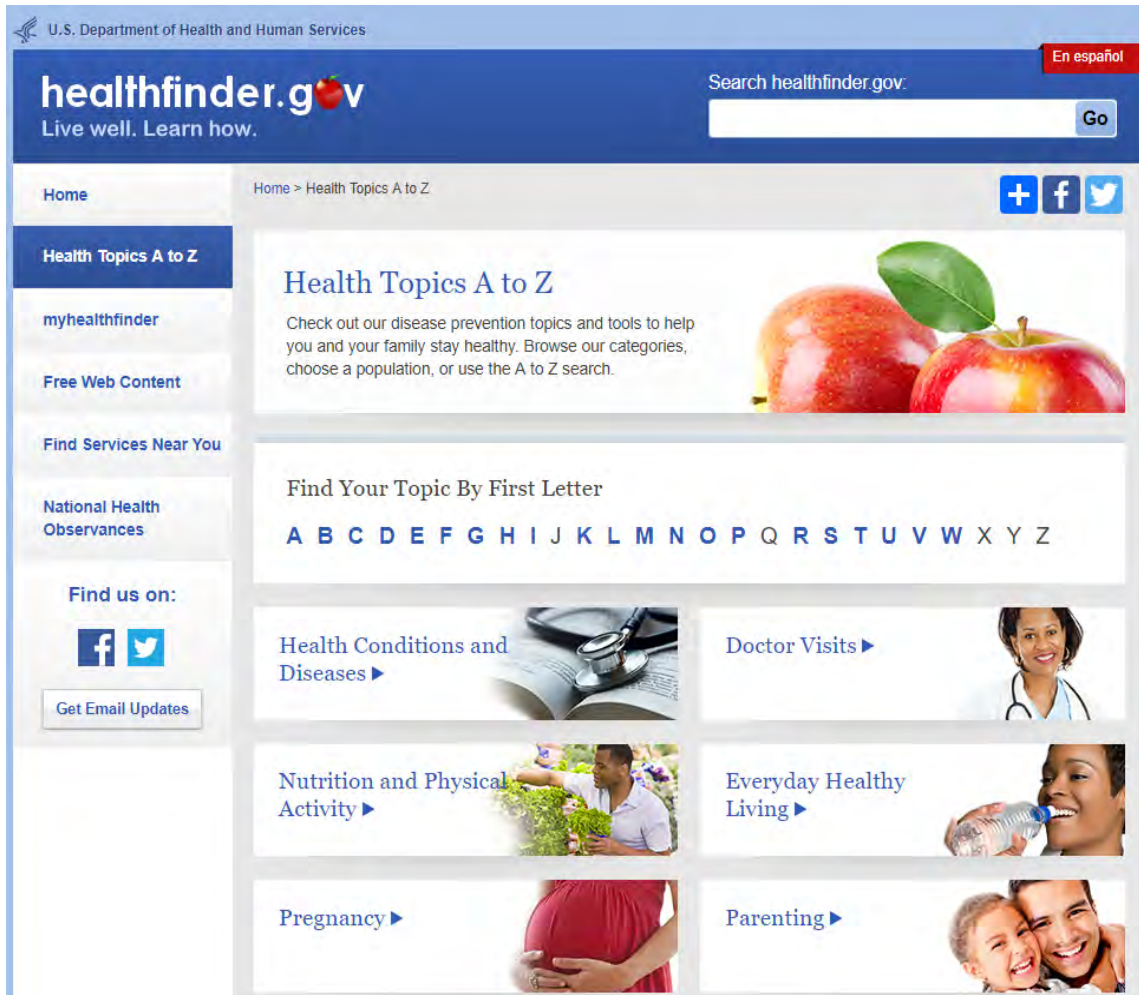 U.S. Department of Health and Human Services
En español
healthfinder.gov
Live well. Learn how.
Search healthfinder.gov:
Go
Home
Health Topics A to Z
myhealthfinder
Free Web Content
Find Services Near You
National Health
Observances
Find us on:
Get Email Updates
Home > Health Topics A to Z
Health Topics A to Z
Check out our disease prevention topics and tools to help
you and your family stay healthy. Browse our categories,
choose a population, or use the A to Z search.
Find Your Topic By First Letter
A B C D E F G H I J K L M N O P Q R S T U V W X Y Z
Health Conditions and
Diseases
Doctor Visits
Nutrition and Physical
Activity
Everyday Healthy
Living
Pregnancy
Parenting